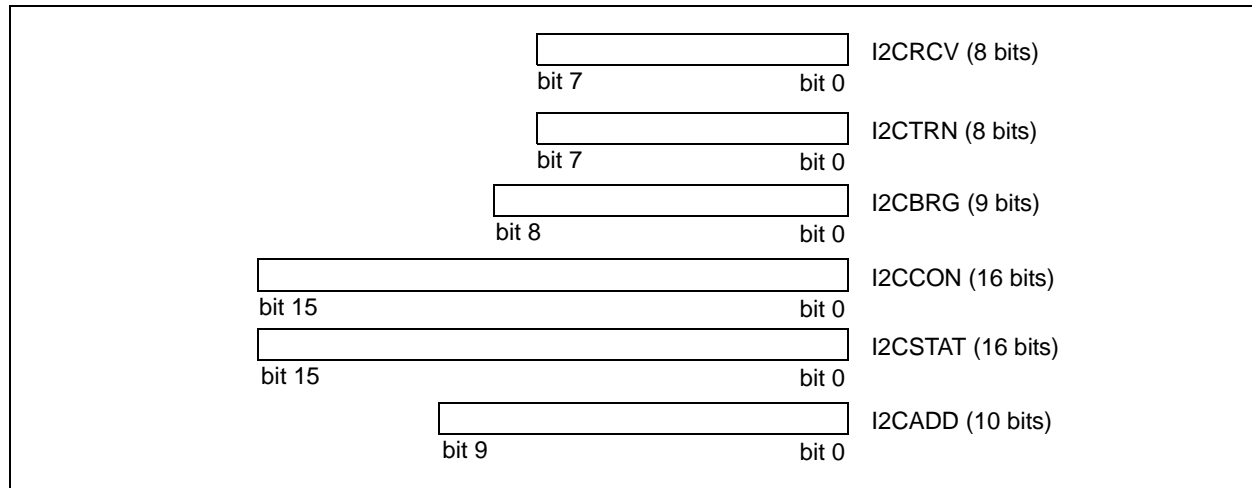 I2CRCV (8 bits)
bit 7 bit 0
I2CTRN (8 bits)
bit 7 bit 0
I2CBRG (9 bits)
bit 8 bit 0
I2CCON (16 bits)
bit 15 bit 0
I2CSTAT (16 bits)
bit 15 bit 0
I2CADD (10 bits)
bit 9 bit 0